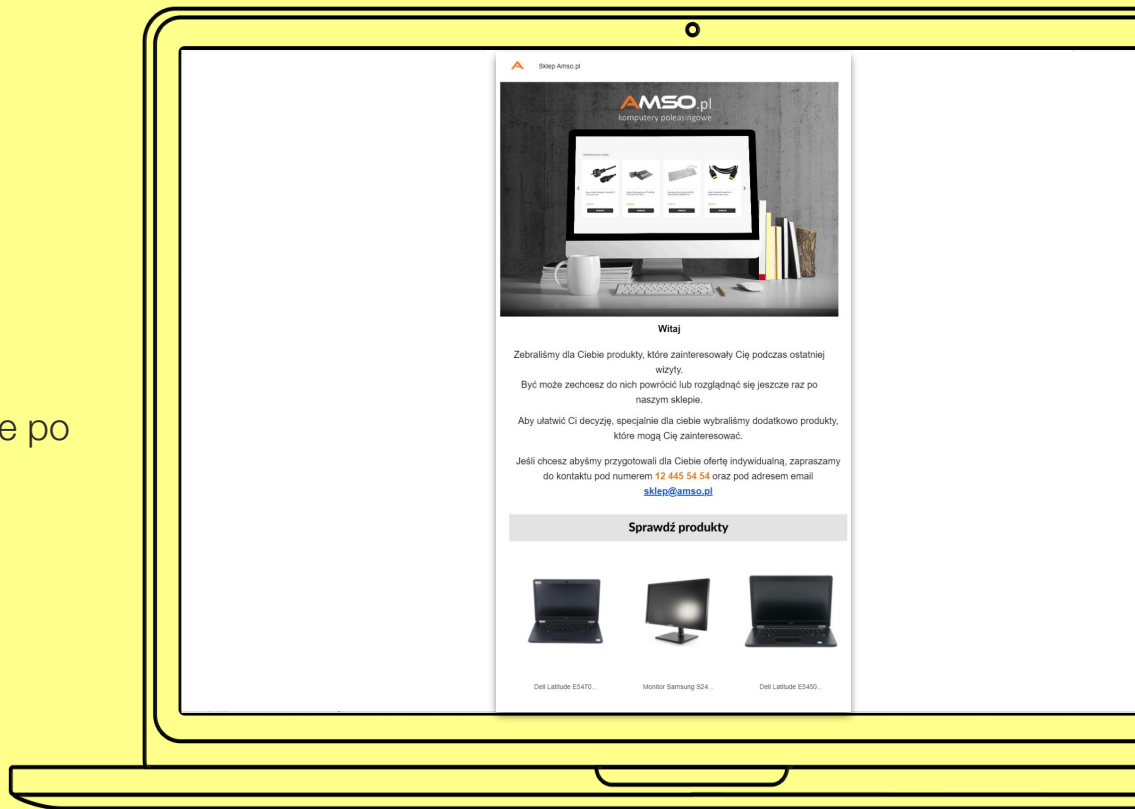 e po
Sklep Amso.pl
AMSO.pl
komputery poleasingowe
Witaj
Zebraliśmy dla Ciebie produkty, które zainteresowały Cię podczas ostatniej
wizyty.
Być może zechcesz do nich powrócić lub rozglądnąć się jeszcze raz po
naszym sklepie.
Aby ułatwić Ci decyzję, specjalnie dla ciebie wybraliśmy dodatkowo produkty,
które mogą Cię zainteresować.
Jeśli chcesz abyśmy przygotowali dla Ciebie ofertę indywidualną, zapraszamy
do kontaktu pod numerem 12 445 54 54 oraz pod adresem email
sklep@amso.pl
Sprawdź produkty
Dell Latitude E5470...
Monitor Samsung S24...
Dell Latitude E5450...